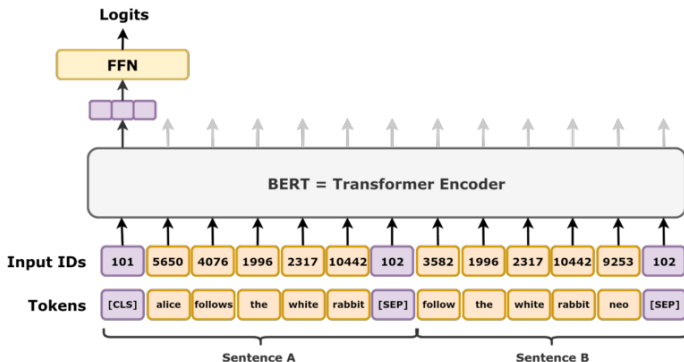 Logits
FFN
BERT = Transformer Encoder
Input IDs 101 5650 4076 1996 2317 10442 102 3582 1996 2317 10442 9253 102
Tokens [CLS] alice follows the white rabbit [SEP] follow the white rabbit neo [SEP]
Sentence A Sentence B